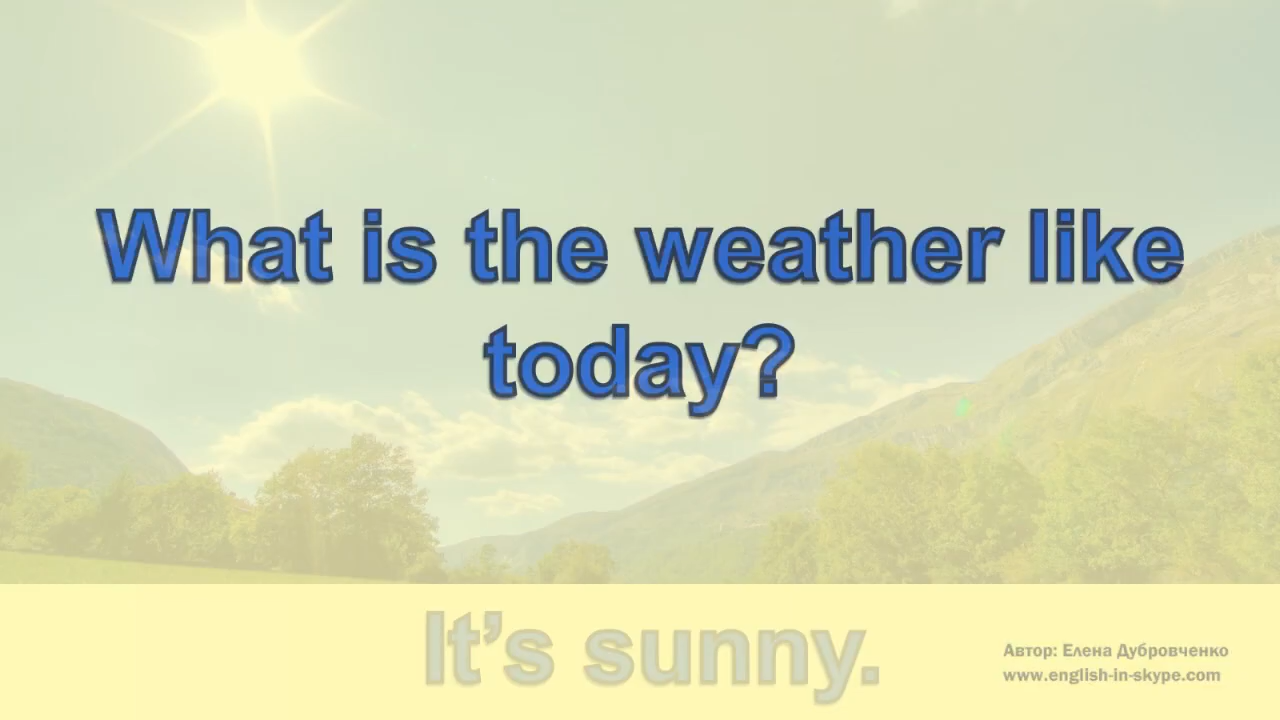 What is the weather like
today?
It’s sunny.
Автор: Елена Дубровченко
www.english-in-skype.com